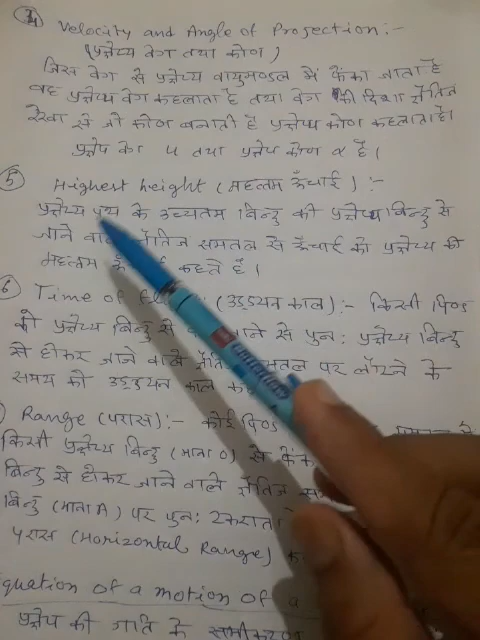 4 Velocity and Angle of Projection:-
(प्रक्षेप्य वेग तथा कोण)
जिस वेग से प्रक्षेप्य वायुमण्डल में फेंका जाता है
वह प्रक्षेप्य वेग कहलाता है तथा वेग की दिशा क्षैतिज
रेखा से जो कोण बनाती है प्रक्षेप्य कोण कहलाता है।
प्रक्षेप वेग u तथा प्रक्षेप कोण α है।
5 Highest height (महत्तम ऊँचाई) :-
प्रक्षेप्य पथ के उच्चतम बिन्दु की प्रक्षेप्य बिन्दु से
जाने वाले क्षैतिज समतल से ऊँचाई को प्रक्षेप्य की
महत्तम ऊँचाई कहते हैं।
6 Time of (उड्डयन काल) :- किसी पिण्ड
को प्रक्षेप्य बिन्दु से जाने से पुन: प्रक्षेप्य बिन्दु
से होकर जाने वाले समतल पर लौटने के
समय को उड्डयन काल
Range (परास) :- कोई पिण्ड
किसी प्रक्षेप्य बिन्दु (माना O) से
बिन्दु से होकर जाने वाले क्षैतिज
बिन्दु (माना A) पर पुन: टकराता
परास (Horizontal Range)
quation of a motion of a
प्रक्षेप की गति के समीकरण